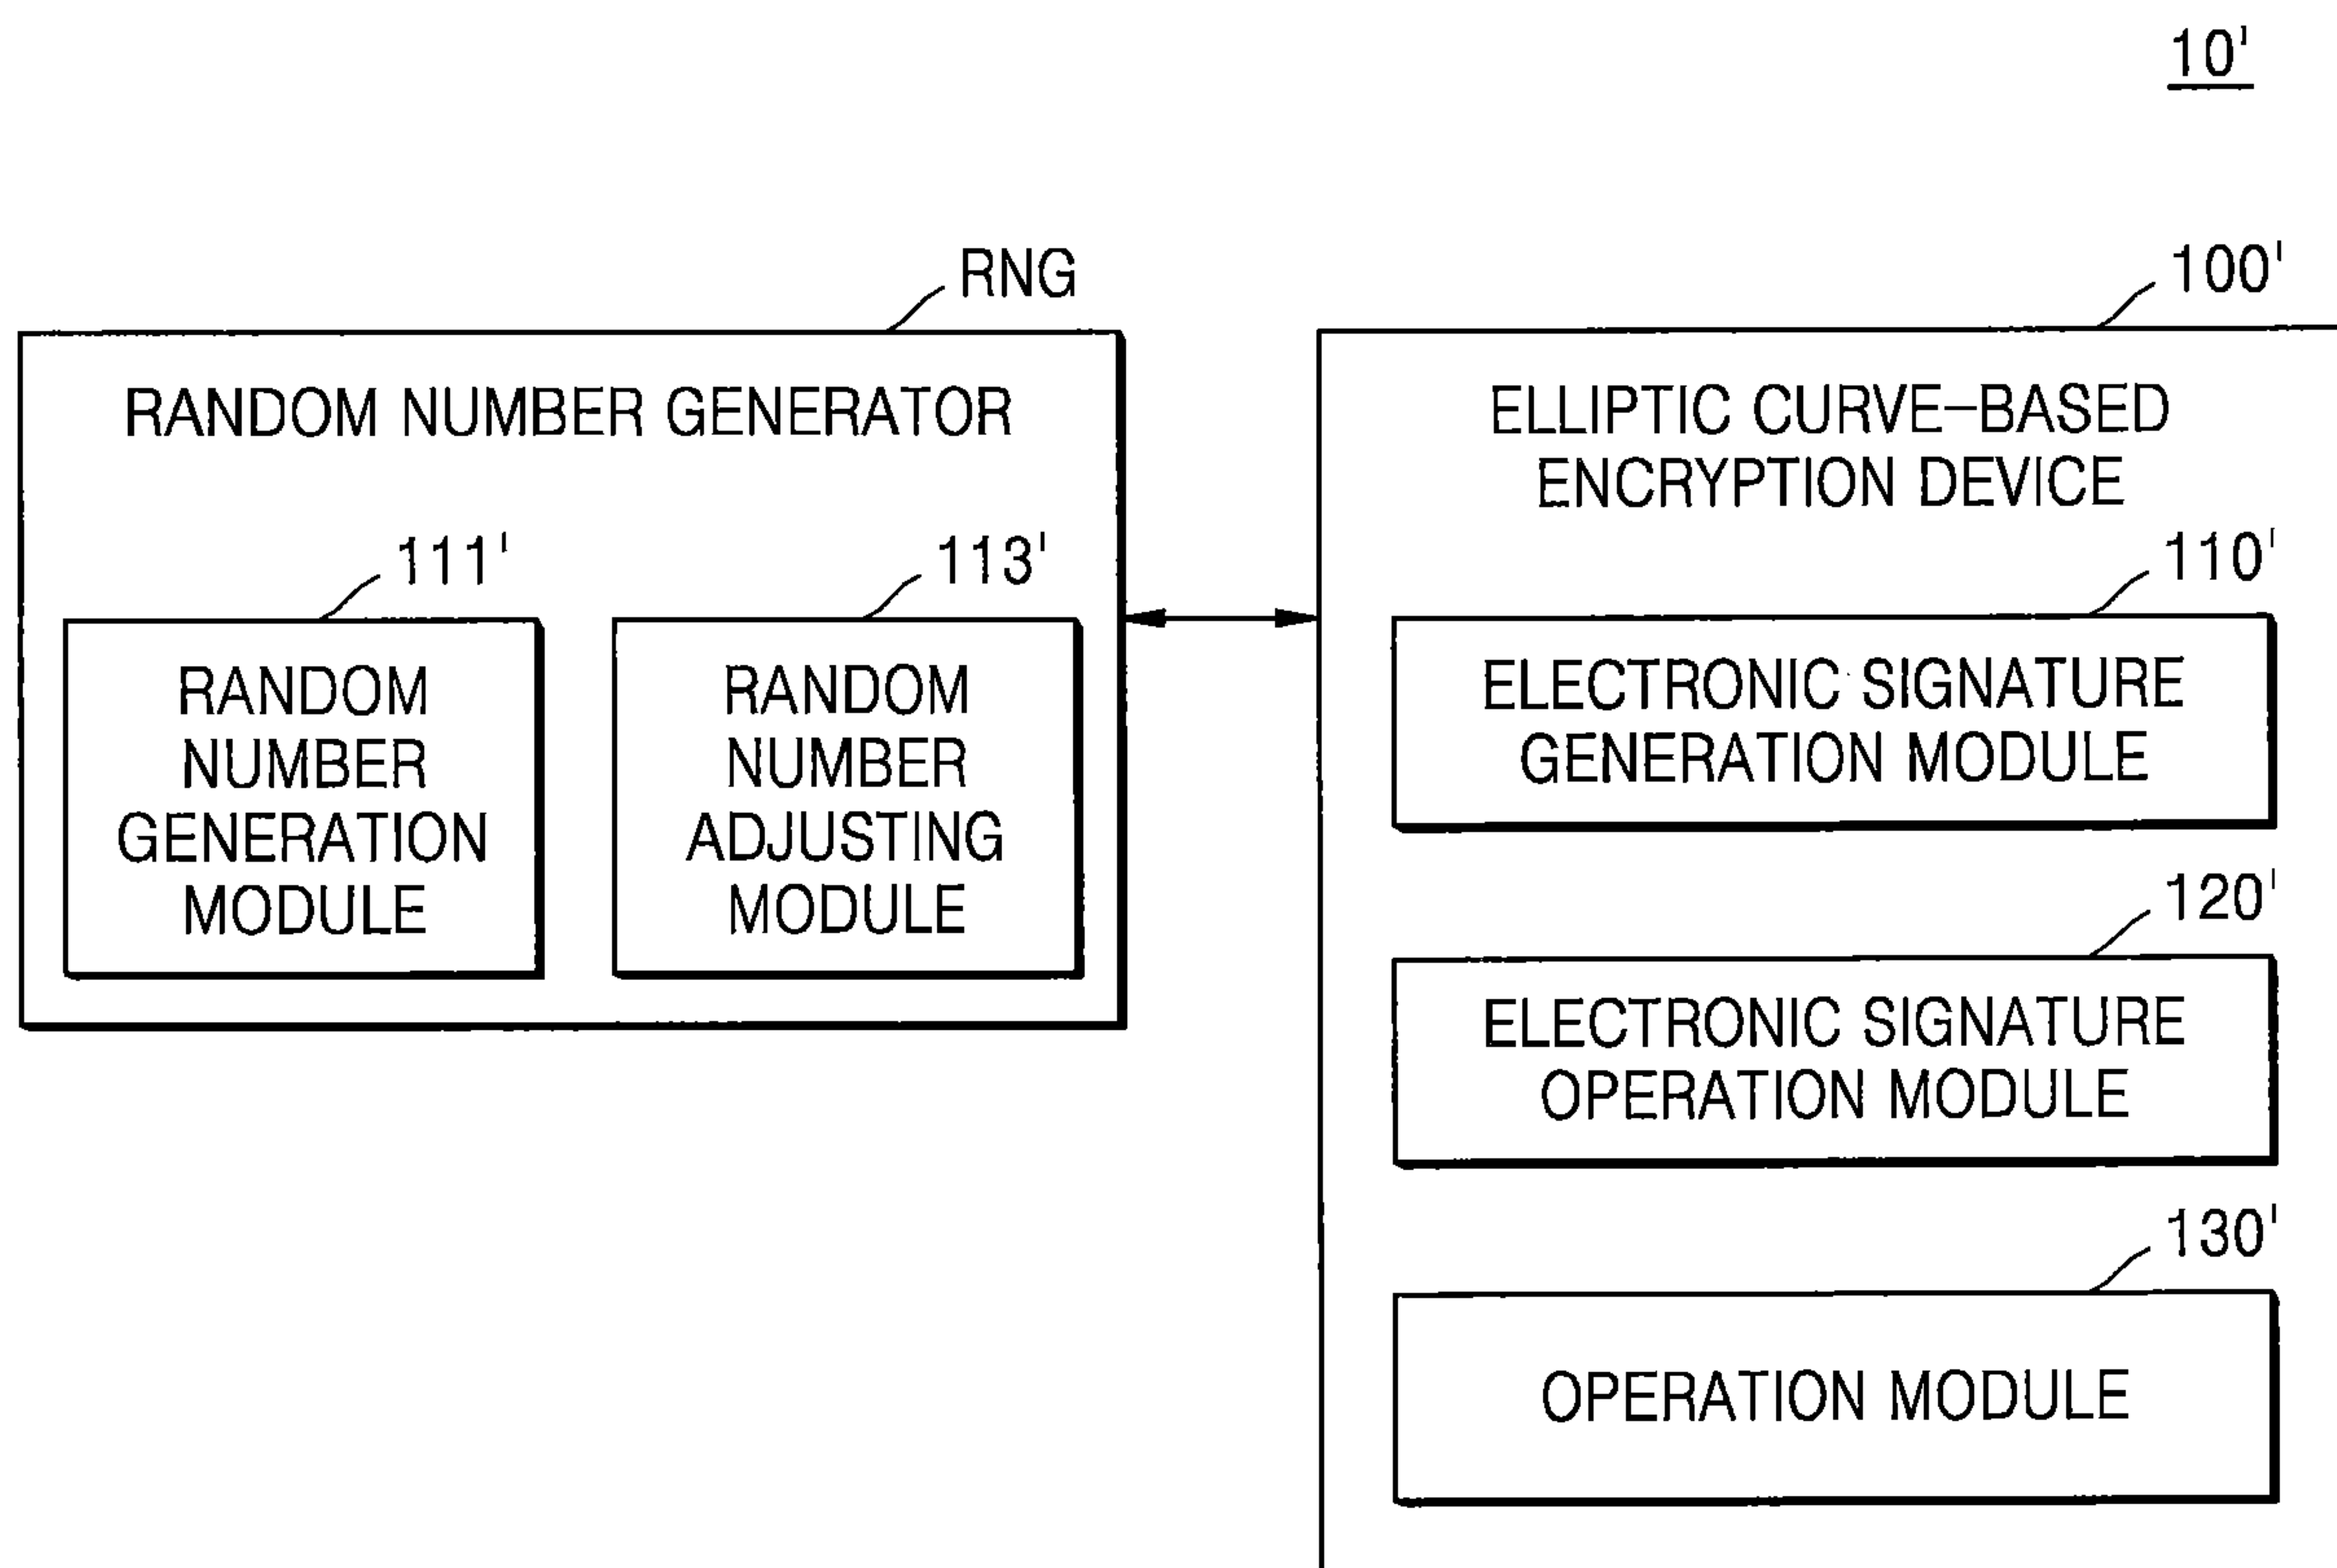 10'
RNG
RANDOM NUMBER GENERATOR
111'
RANDOM
NUMBER
GENERATION
MODULE
113'
RANDOM
NUMBER
ADJUSTING
MODULE
100'
ELLIPTIC CURVE-BASED
ENCRYPTION DEVICE
110'
ELECTRONIC SIGNATURE
GENERATION MODULE
120'
ELECTRONIC SIGNATURE
OPERATION MODULE
130'
OPERATION MODULE